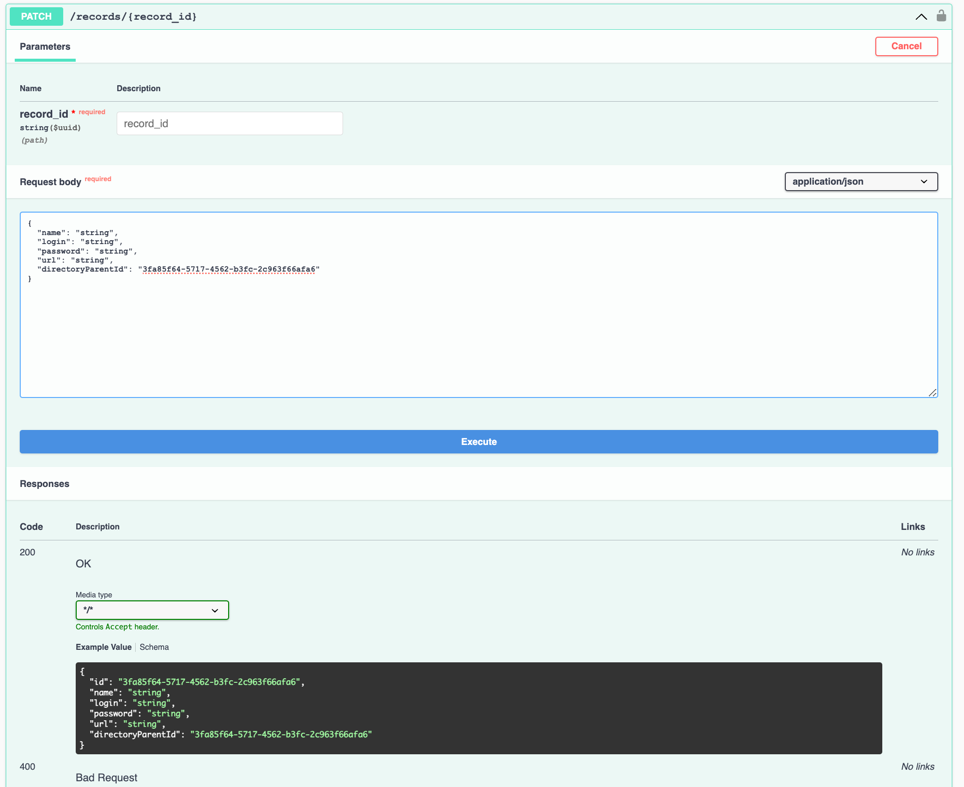 PATCH /records/{record_id}
Parameters
Cancel
Name Description
record_id * required
string($uuid)
(path)
record_id
Request body required
application/json
{
"name": "string",
"login": "string",
"password": "string",
"url": "string",
"directoryParentId": "3fa85f64-5717-4562-b3fc-2c963f66afa6"
}
Execute
Responses
Code Description Links
200 No links
OK
Media type
*/*
Controls Accept header.
Example Value Schema
{
"id": "3fa85f64-5717-4562-b3fc-2c963f66afa6",
"name": "string",
"login": "string",
"password": "string",
"url": "string",
"directoryParentId": "3fa85f64-5717-4562-b3fc-2c963f66afa6"
}
400 No links
Bad Request